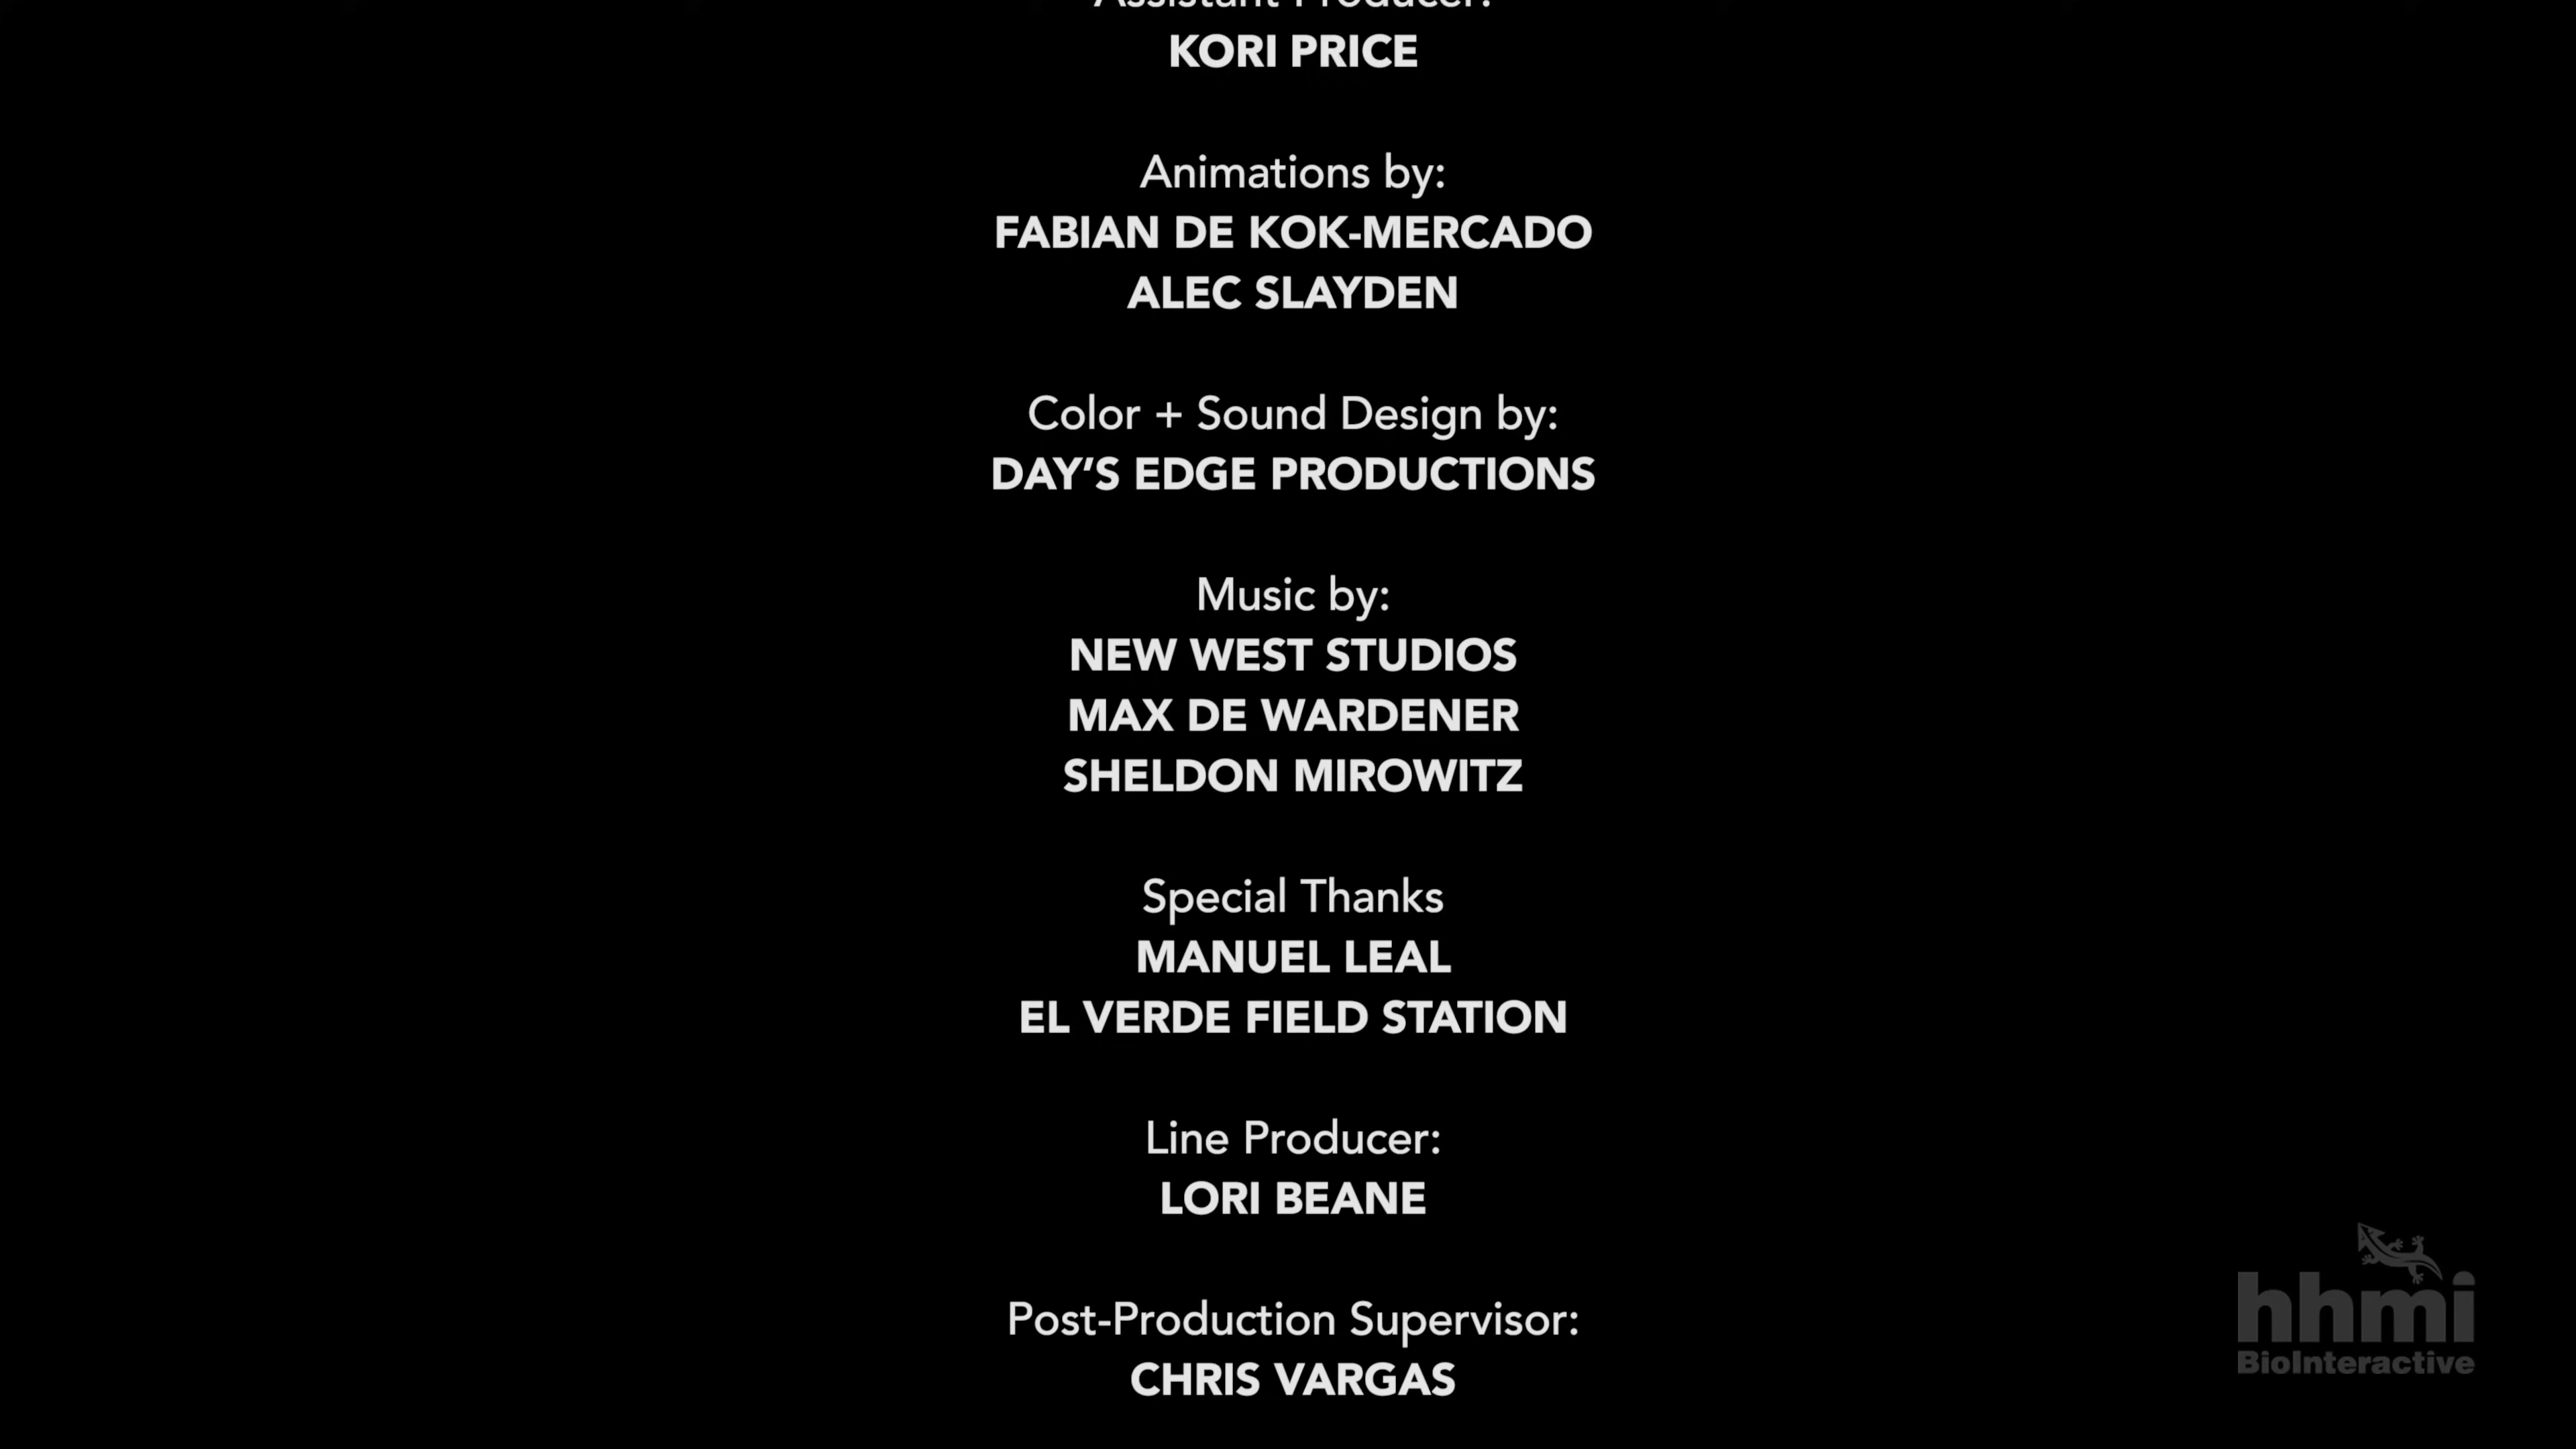 Assistant Producer:
KORI PRICE
Animations by:
FABIAN DE KOK-MERCADO
ALEC SLAYDEN
Color + Sound Design by:
DAY’S EDGE PRODUCTIONS
Music by:
NEW WEST STUDIOS
MAX DE WARDENER
SHELDON MIROWITZ
Special Thanks
MANUEL LEAL
EL VERDE FIELD STATION
Line Producer:
LORI BEANE
Post-Production Supervisor:
CHRIS VARGAS
hhmi
BioInteractive